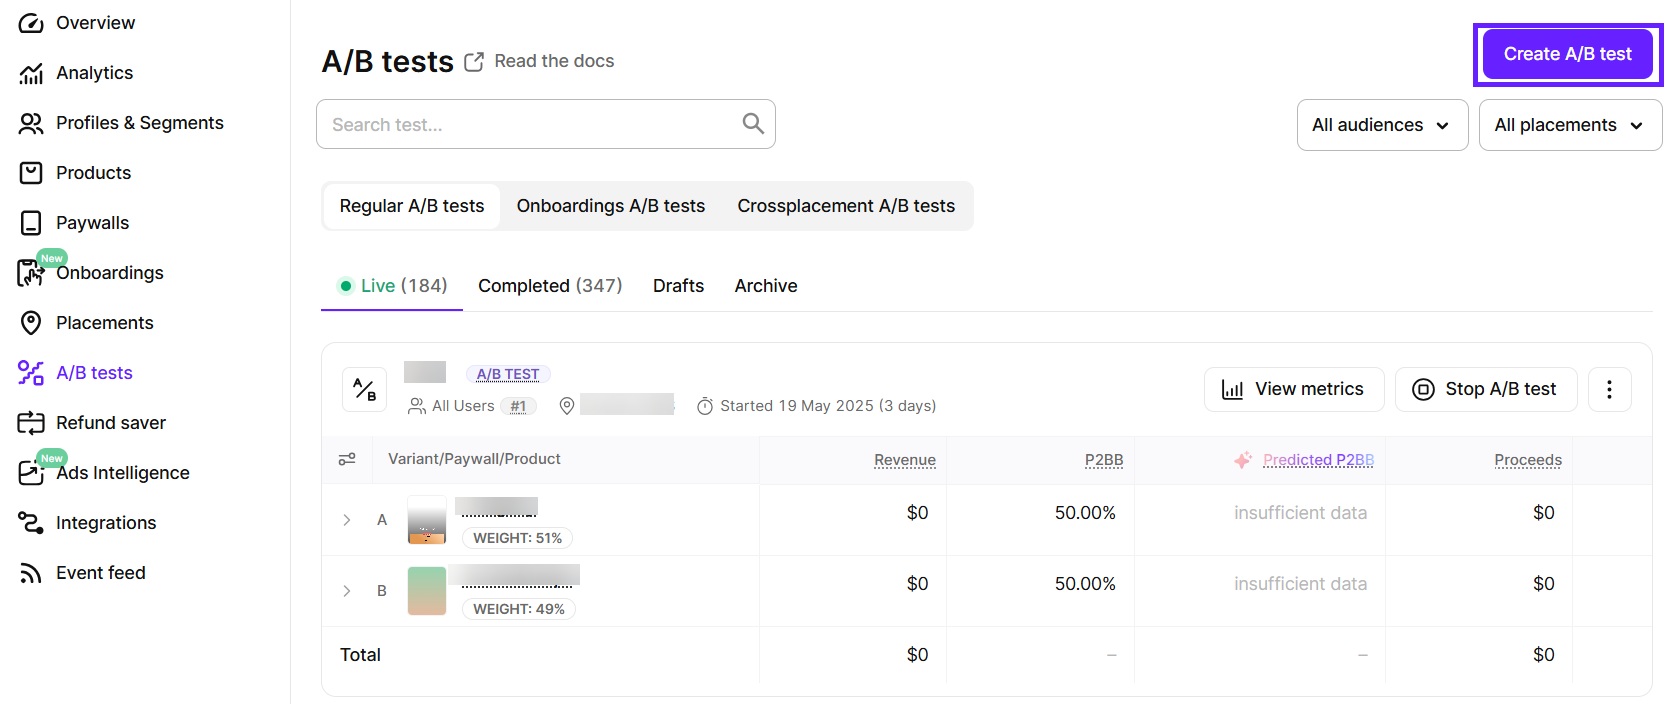 Overview
Analytics
Profiles & Segments
Products
Paywalls
New
Onboardings
Placements
A/B tests
Refund saver
New
Ads Intelligence
Integrations
Event feed
A/B tests Read the docs
Create A/B test
Search test...
All audiences
All placements
Regular A/B tests Onboardings A/B tests Crossplacement A/B tests
Live (184) Completed (347) Drafts Archive
A/B
A/B TEST
All Users #1 Started 19 May 2025 (3 days)
View metrics
Stop A/B test
Variant/Paywall/Product Revenue P2BB Predicted P2BB Proceeds
A $0 50.00% insufficient data $0
WEIGHT: 51%
B $0 50.00% insufficient data $0
WEIGHT: 49%
Total $0 – – $0